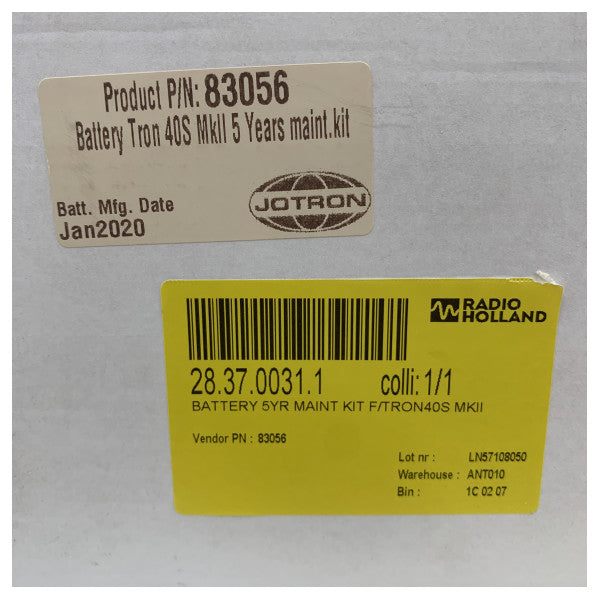 Product P/N: 83056
Battery Tron 40S MkII 5 Years maint.kit
Batt. Mfg. Date
Jan2020
JOTRON
RADIO
HOLLAND
28.37.0031.1 colli: 1/1
BATTERY 5YR MAINT KIT F/TRON40S MKII
Vendor PN : 83056
Lot nr : LN57108050
Warehouse : ANT010
Bin : 1C 02 07